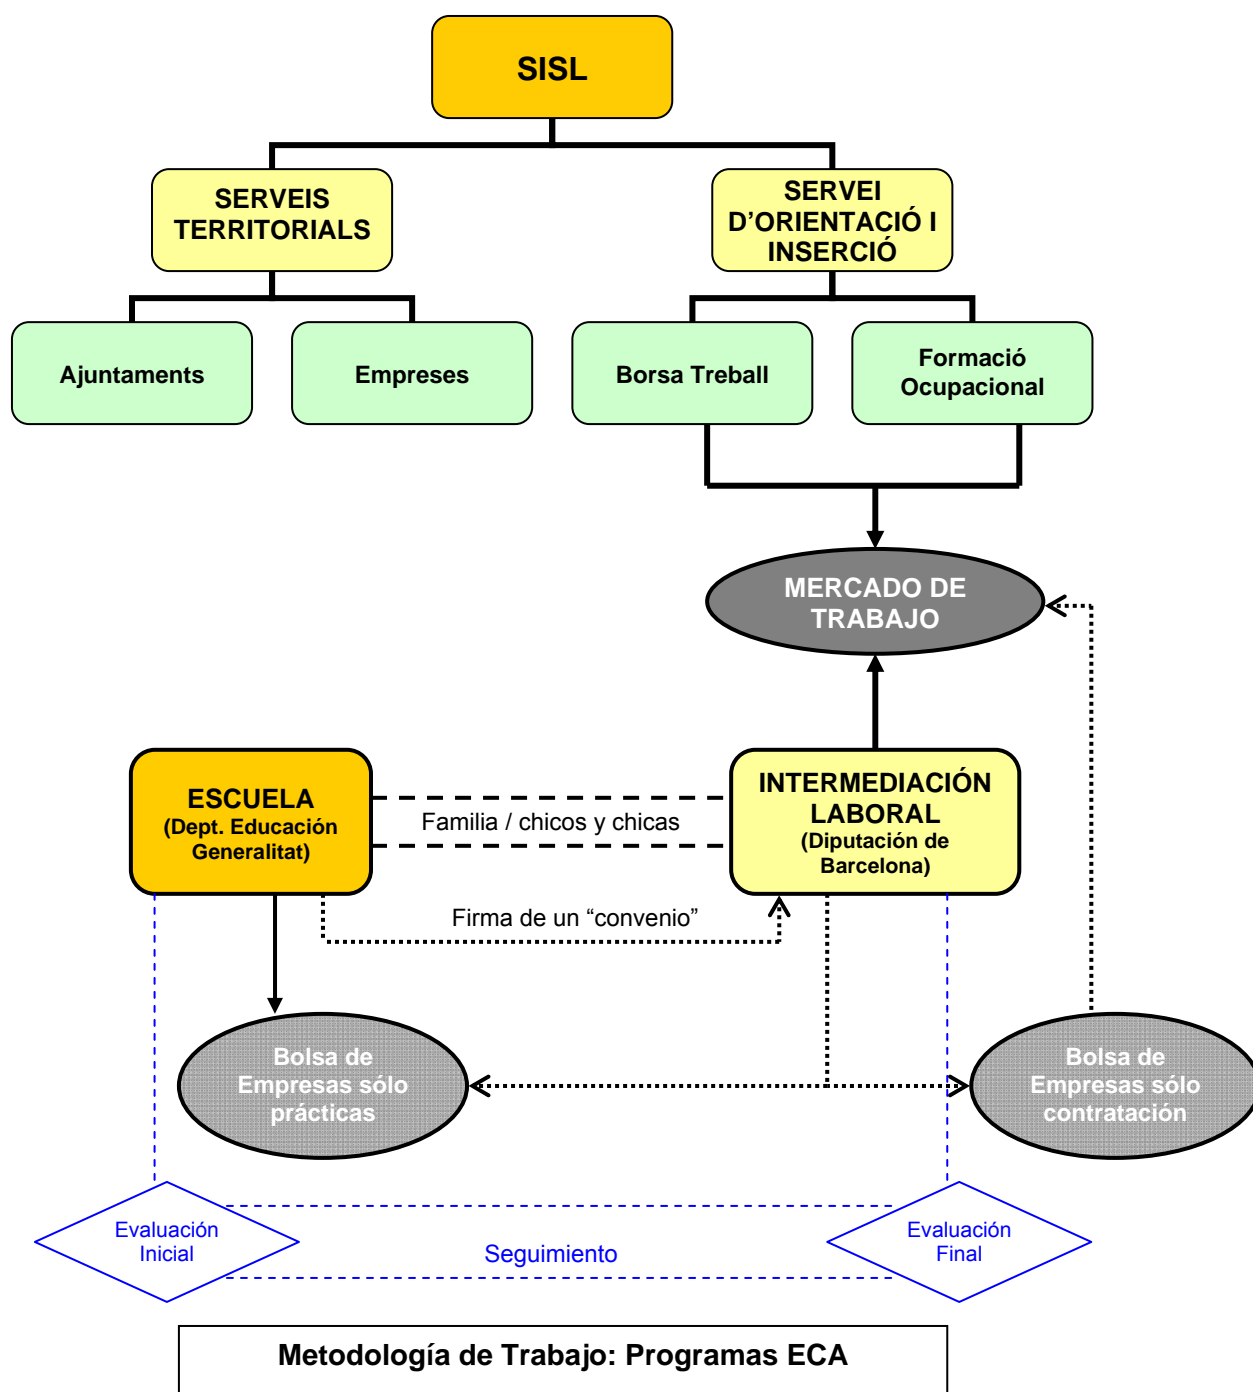 SISL
SERVEIS
TERRITORIALS
SERVEI
D’ORIENTACIÓ I
INSERCIÓ
Ajuntaments
Empreses
Borsa Treball
Formació
Ocupacional
MERCADO DE
TRABAJO
ESCUELA
(Dept. Educación
Generalitat)
Familia / chicos y chicas
INTERMEDIACIÓN
LABORAL
(Diputación de
Barcelona)
Firma de un “convenio”
Bolsa de
Empresas sólo
prácticas
Bolsa de
Empresas sólo
contratación
Evaluación
Inicial
Seguimiento
Evaluación
Final
Metodología de Trabajo: Programas ECA